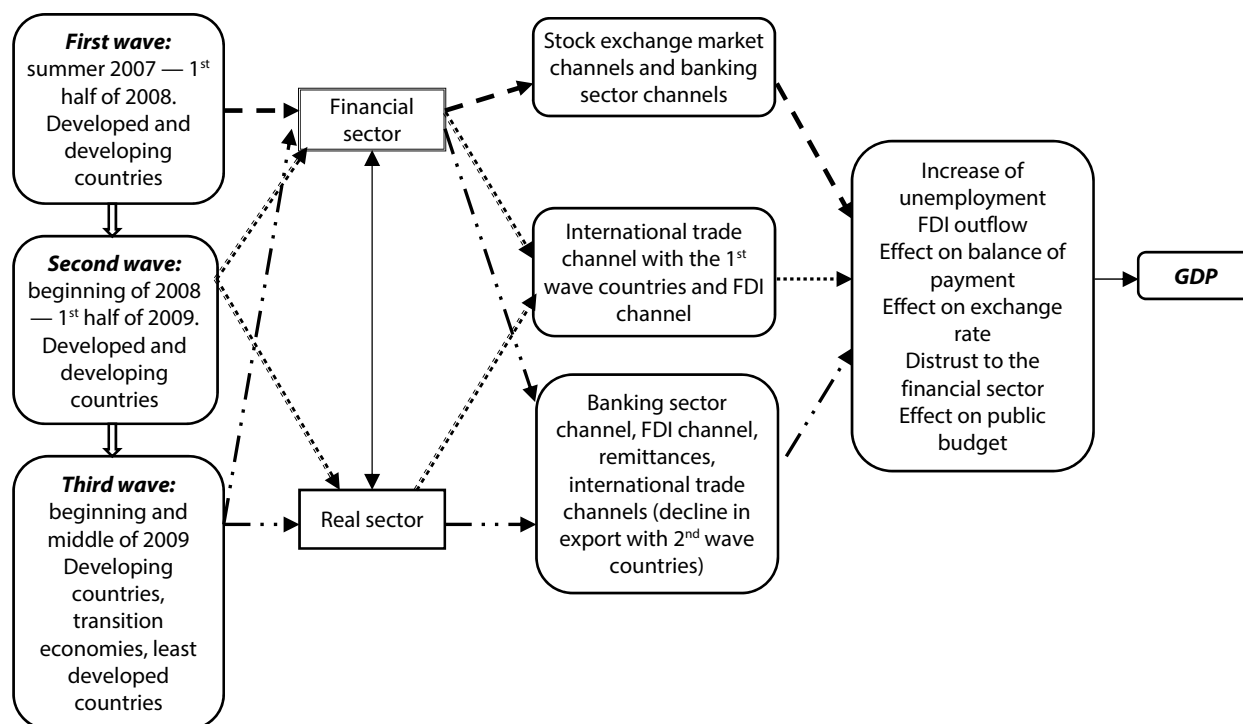 First wave:
summer 2007 — 1st
half of 2008.
Developed and
developing
countries
Second wave:
beginning of 2008
— 1st half of 2009.
Developed and
developing
countries
Third wave:
beginning and
middle of 2009
Developing
countries,
transition
economies, least
developed
countries
Financial
sector
Real sector
Stock exchange market
channels and banking
sector channels
International trade
channel with the 1st
wave countries and FDI
channel
Banking sector
channel, FDI channel,
remittances,
international trade
channels (decline in
export with 2nd wave
countries)
Increase of
unemployment
FDI outflow
Effect on balance of
payment
Effect on exchange
rate
Distrust to the
financial sector
Effect on public
budget
GDP